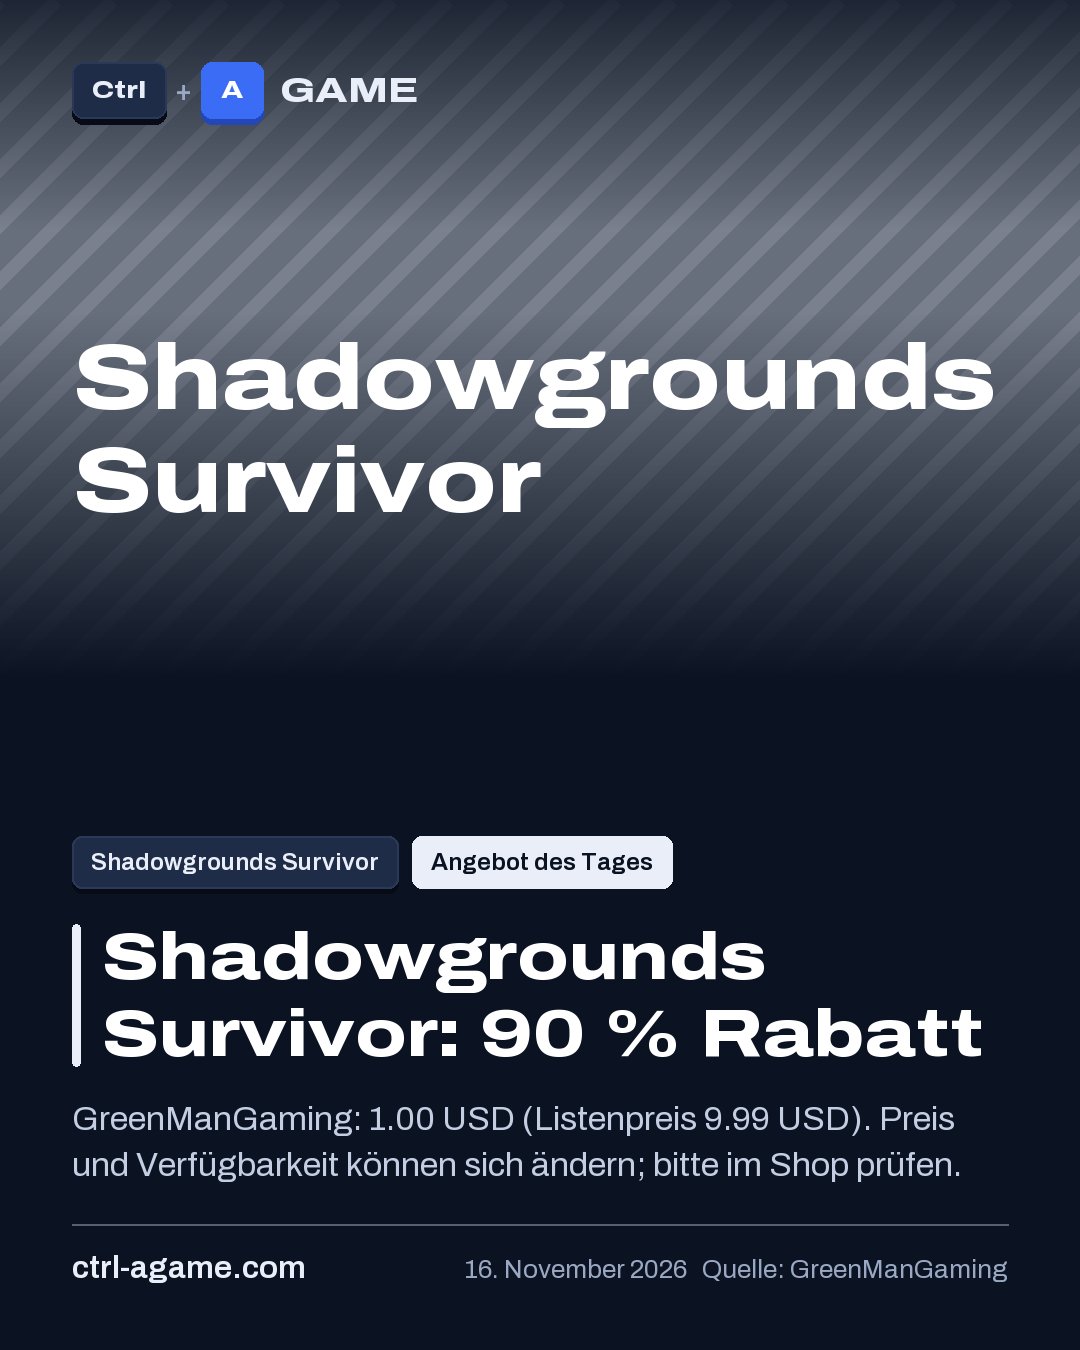 Ctrl + A GAME
Shadowgrounds
Survivor
Shadowgrounds Survivor
Angebot des Tages
Shadowgrounds
Survivor: 90 % Rabatt
GreenManGaming: 1.00 USD (Listenpreis 9.99 USD). Preis
und Verfügbarkeit können sich ändern; bitte im Shop prüfen.
ctrl-agame.com
16. November 2026 Quelle: GreenManGaming